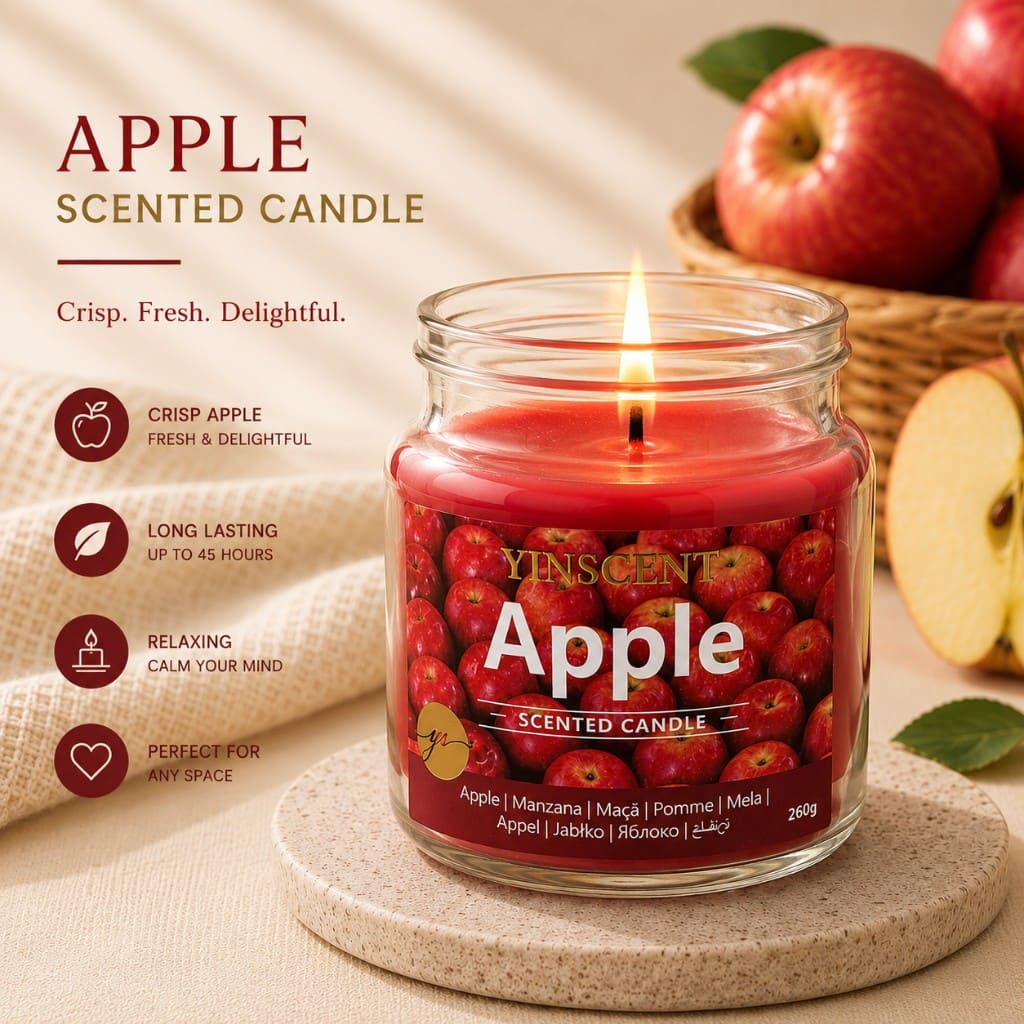 APPLE
SCENTED CANDLE
Crisp. Fresh. Delightful.
CRISP APPLE
FRESH & DELIGHTFUL
LONG LASTING
UP TO 45 HOURS
RELAXING
CALM YOUR MIND
PERFECT FOR
ANY SPACE
YINSCENT
Apple
SCENTED CANDLE
ys
Apple | Manzana | Maçã | Pomme | Mela |
Appel | Jabłko | Яблоко |
260g